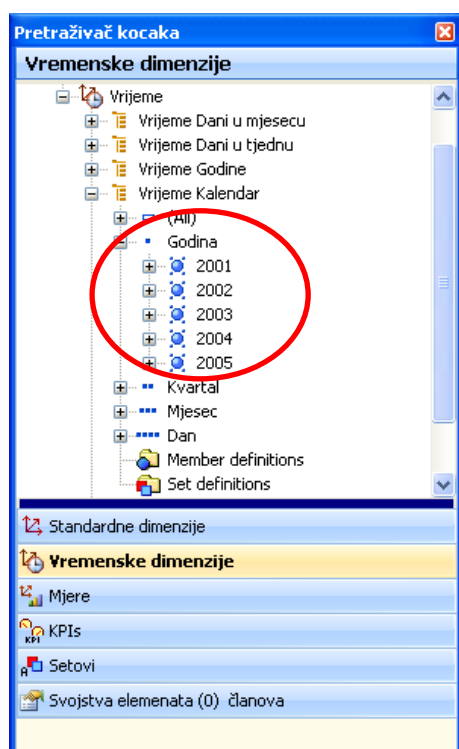 Pretraživač kocaka
Vremenske dimenzije
Vrijeme
Vrijeme Dani u mjesecu
Vrijeme Dani u tjednu
Vrijeme Godine
Vrijeme Kalendar
(All)
Godina
2001
2002
2003
2004
2005
Kvartal
Mjesec
Dan
Member definitions
Set definitions
Standardne dimenzije
Vremenske dimenzije
Mjere
KPI KPIs
A Setovi
Svojstva elemenata (0) članova